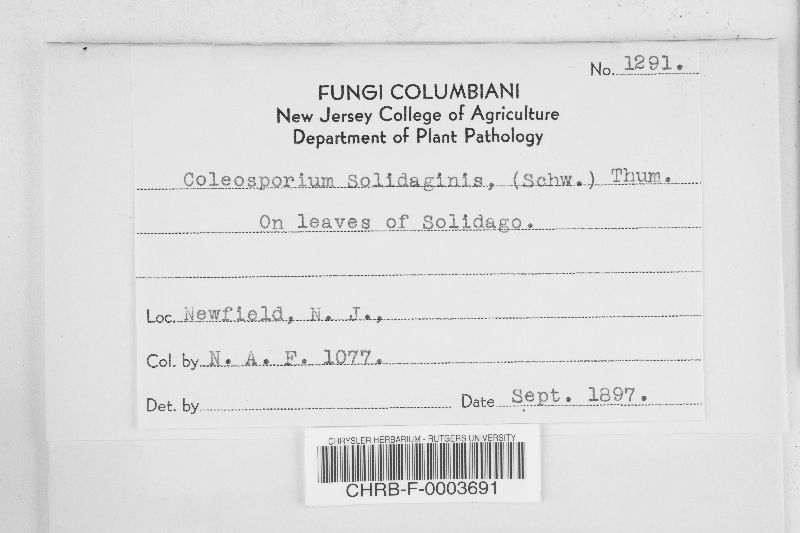 No. 1291.
FUNGI COLUMBIANI
New Jersey College of Agriculture
Department of Plant Pathology
Coleosporium Solidaginis, (Schw.) Thum.
On leaves of Solidago.
Loc. Newfield, N. J.,
Col. by N. A. F. 1077.
Det. by Date Sept. 1897.
CHRYSLER HERBARIUM - RUTGERS UNIVERSITY
CHRB-F-0003691